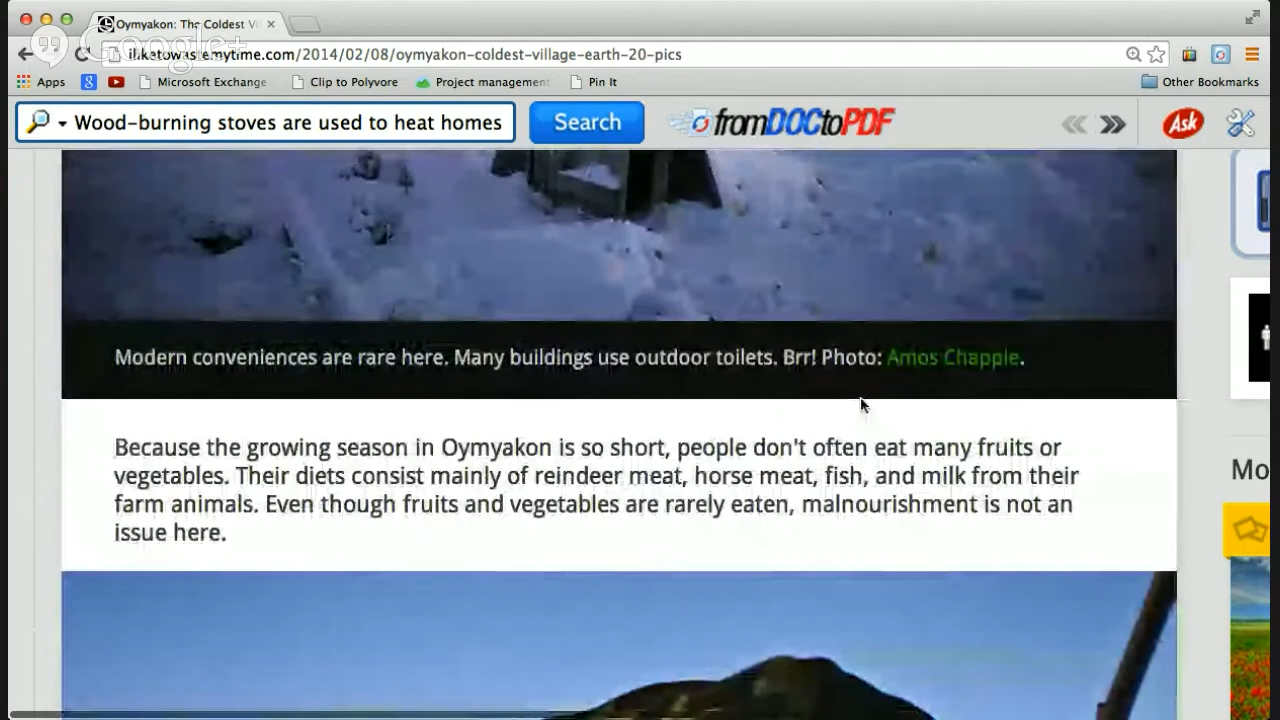 Oymyakon: The Coldest Vi
Google+
iliketowastemytime.com/2014/02/08/oymyakon-coldest-village-earth-20-pics
Apps Microsoft Exchange Clip to Polyvore Project management Pin It Other Bookmarks
Wood-burning stoves are used to heat homes Search fromDOCtoPDF Ask
Modern conveniences are rare here. Many buildings use outdoor toilets. Brr! Photo: Amos Chapple.
Because the growing season in Oymyakon is so short, people don't often eat many fruits or
vegetables. Their diets consist mainly of reindeer meat, horse meat, fish, and milk from their
farm animals. Even though fruits and vegetables are rarely eaten, malnourishment is not an
issue here.
Mo